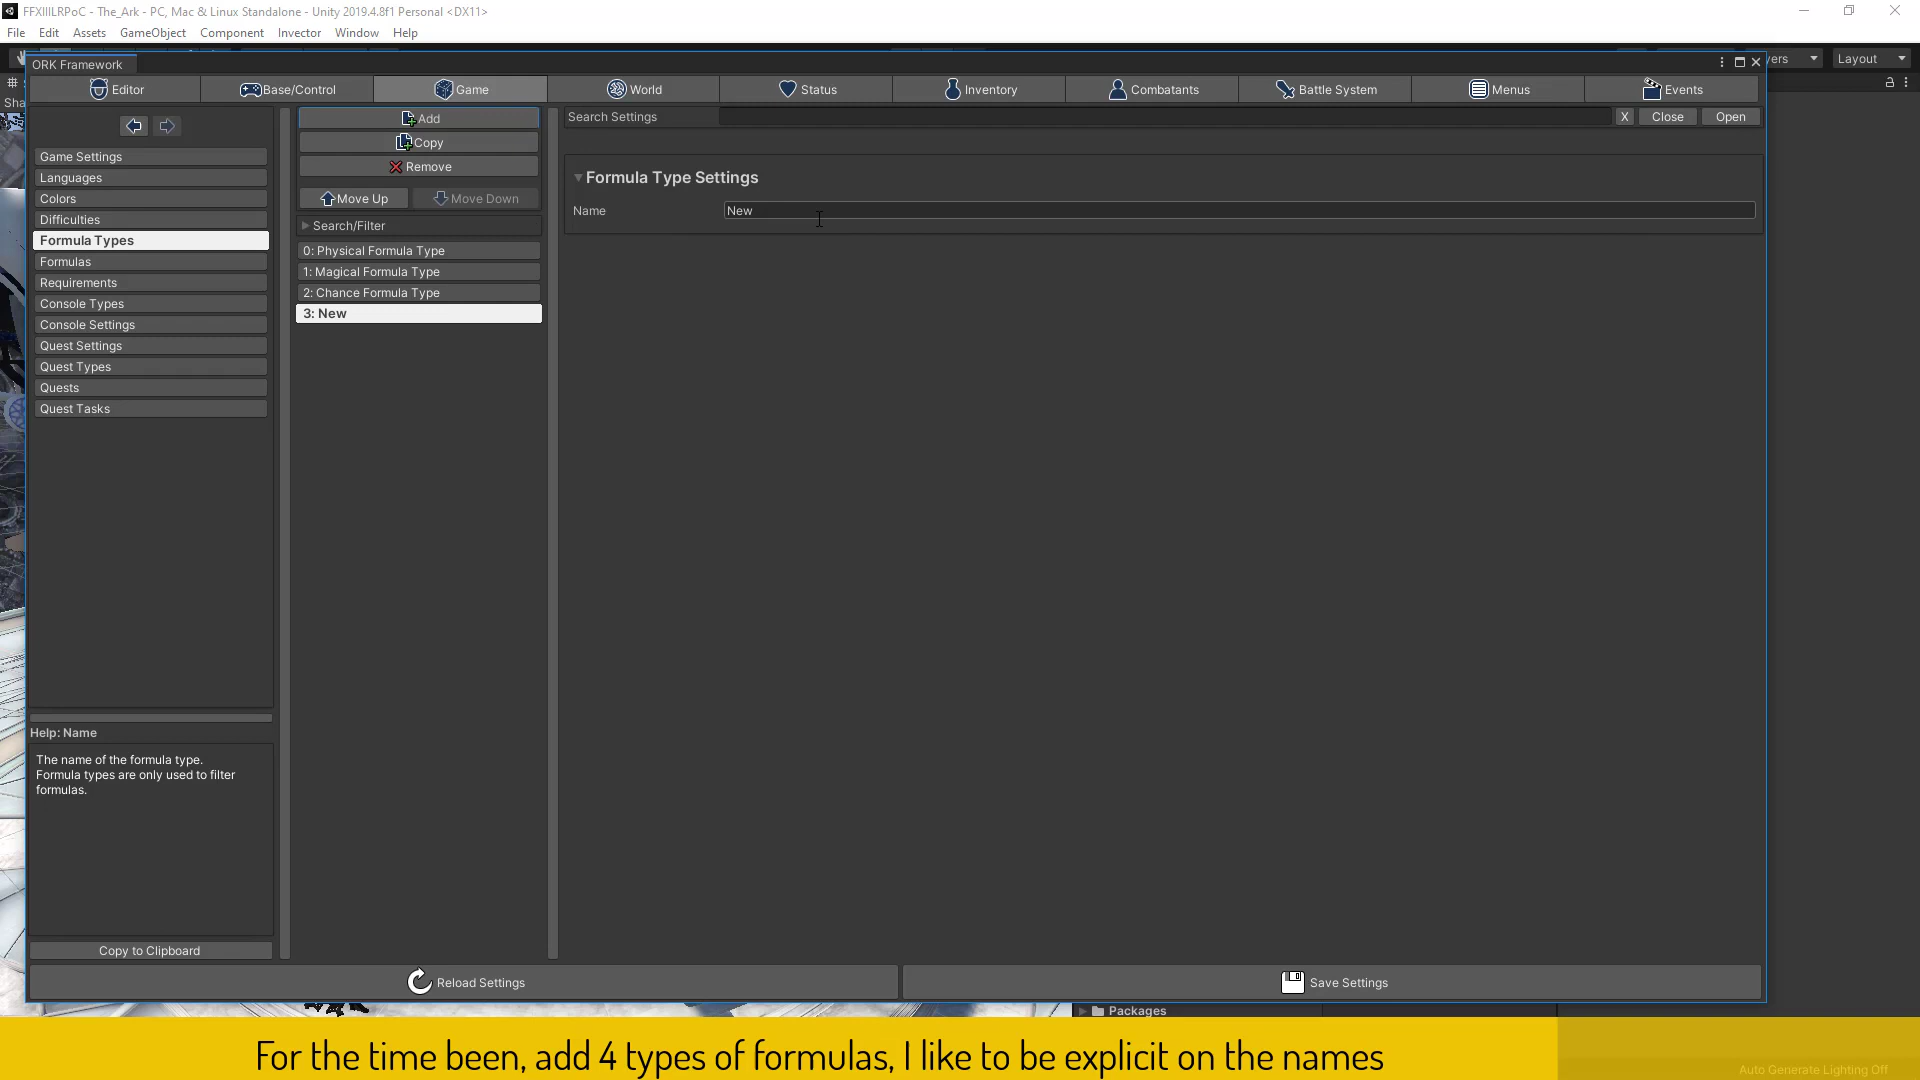 FFXIIILRPoC - The_Ark - PC, Mac & Linux Standalone - Unity 2019.4.8f1 Personal <DX11>
File Edit Assets GameObject Component Invector Window Help
Layout
ORK Framework
Editor Base/Control Game World Status Inventory Combatants Battle System Menus Events
Game Settings
Languages
Colors
Difficulties
Formula Types
Formulas
Requirements
Console Types
Console Settings
Quest Settings
Quest Types
Quests
Quest Tasks
Help: Name
The name of the formula type.
Formula types are only used to filter
formulas.
Copy to Clipboard
Add
Copy
Remove
Move Up Move Down
Search/Filter
0: Physical Formula Type
1: Magical Formula Type
2: Chance Formula Type
3: New
Search Settings X Close Open
Formula Type Settings
Name New
Reload Settings Save Settings
Packages
For the time been, add 4 types of formulas, I like to be explicit on the names
Auto Generate Lighting Off